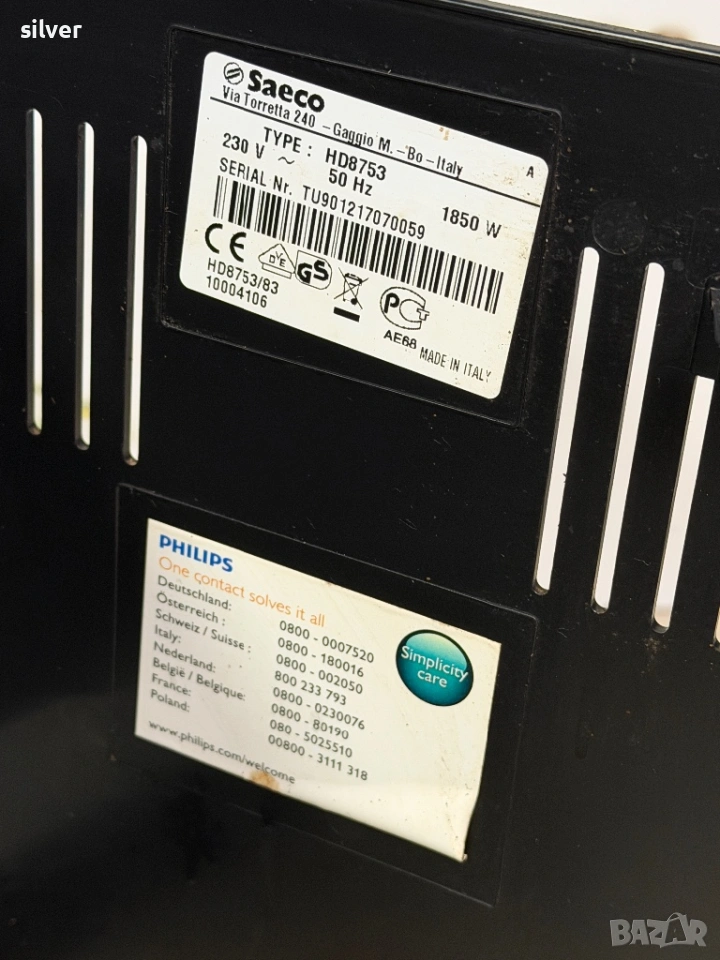 silver
Saeco
Via Torretta 240 - Gaggio M. - Bo - Italy
A
TYPE : HD8753
230 V ~ 50 Hz 1850 W
SERIAL Nr. TU901217070059
CE
DVE
GS
PCT
HD8753/83
10004106
AE68
MADE IN ITALY
PHILIPS
One contact solves it all
Deutschland: 0800 - 0007520
Österreich : 0800 - 180016
Schweiz / Suisse : 0800 - 002050
Italy: 800 233 793
Nederland: 0800 - 0230076
België / Belgique: 0800 - 80190
France: 080 - 5025510
Poland: 00800 - 3111 318
www.philips.com/welcome
Simplicity
care
BAZAR